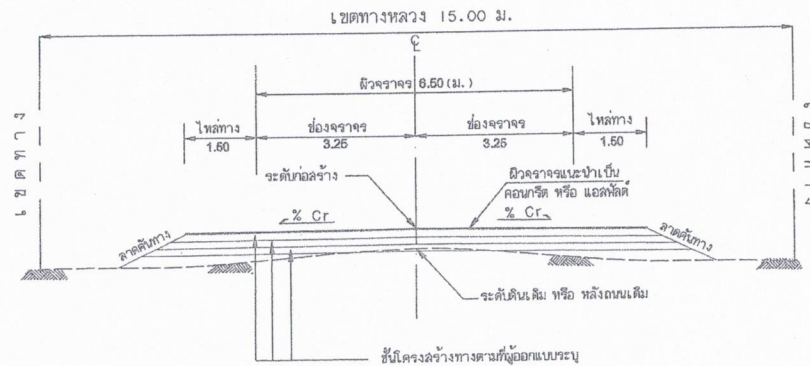 เขตทางหลวง 15.00 ม.
℄
ผิวจราจร 6.50 (ม.)
ไหล่ทาง
1.50
ช่องจราจร
3.25
ช่องจราจร
3.25
ไหล่ทาง
1.50
เขตทาง
ระดับก่อสร้าง
ผิวจราจรแนะนำเป็น
คอนกรีต หรือ แอสฟัลต์
% Cr
% Cr
ลาดคันทาง
ลาดคันทาง
ระดับดินเดิม หรือ หลังถนนเดิม
ชั้นโครงสร้างทางตามที่ผู้ออกแบบระบุ